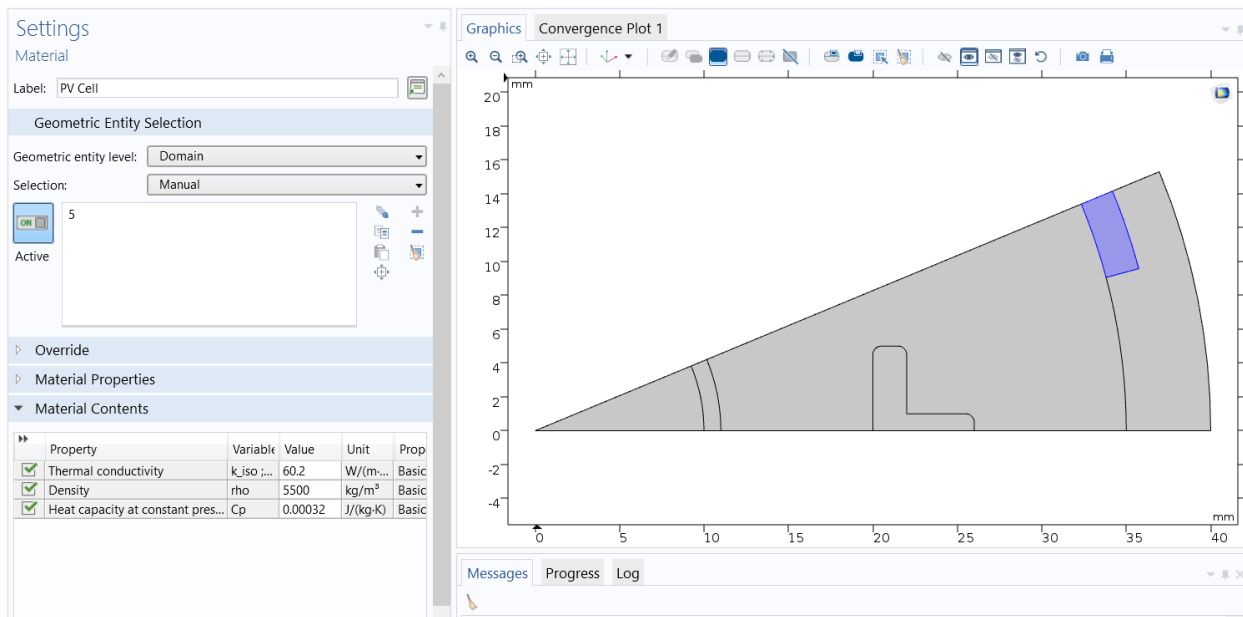 Settings
Material
Label: PV Cell
Geometric Entity Selection
Geometric entity level: Domain
Selection: Manual
ON
5
Active
Override
Material Properties
Material Contents
Property Variable Value Unit Prop
Thermal conductivity k_iso ;... 60.2 W/(m·... Basic
Density rho 5500 kg/m³ Basic
Heat capacity at constant pres... Cp 0.00032 J/(kg·K) Basic
Graphics Convergence Plot 1
mm
20
18
16
14
12
10
8
6
4
2
0
-2
-4
mm
0 5 10 15 20 25 30 35 40
Messages Progress Log